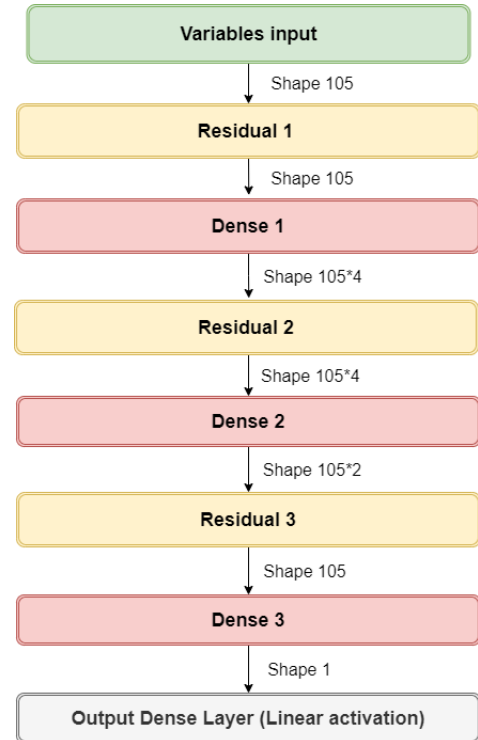 Variables input
Shape 105
Residual 1
Shape 105
Dense 1
Shape 105*4
Residual 2
Shape 105*4
Dense 2
Shape 105*2
Residual 3
Shape 105
Dense 3
Shape 1
Output Dense Layer (Linear activation)